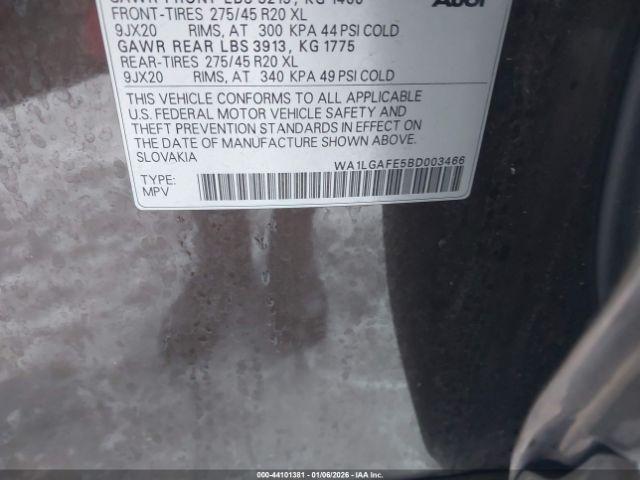 Audi
FRONT-TIRES 275/45 R20 XL
9JX20 RIMS, AT 300 KPA 44 PSI COLD
GAWR REAR LBS 3913, KG 1775
REAR-TIRES 275/45 R20 XL
9JX20 RIMS, AT 340 KPA 49 PSI COLD
THIS VEHICLE CONFORMS TO ALL APPLICABLE
U.S. FEDERAL MOTOR VEHICLE SAFETY AND
THEFT PREVENTION STANDARDS IN EFFECT ON
THE DATE OF MANUFACTURE SHOWN ABOVE.
SLOVAKIA
WA1LGAFE5BD003466
TYPE:
MPV
000-44101381 | 01/06/2026 - IAA Inc.